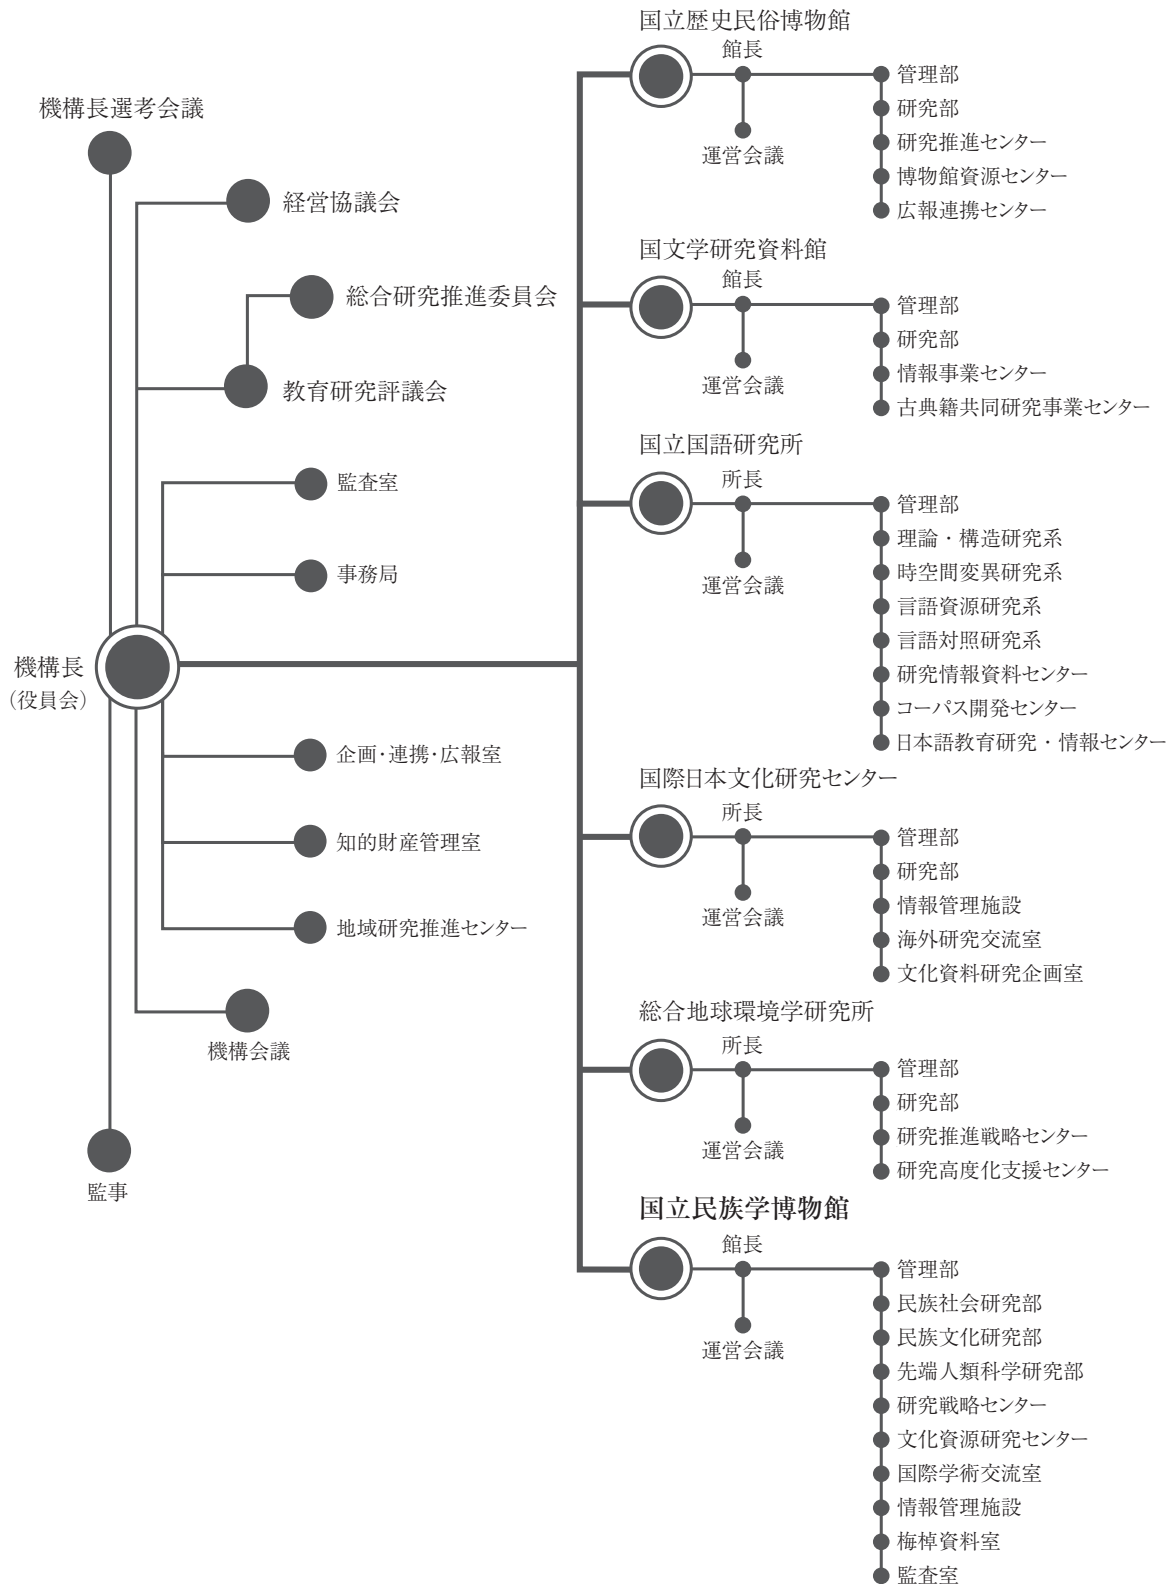 機構長選考会議
経営協議会
総合研究推進委員会
教育研究評議会
監査室
事務局
機構長
（役員会）
企画・連携・広報室
知的財産管理室
地域研究推進センター
機構会議
監事
国立歴史民俗博物館
館長
運営会議
管理部
研究部
研究推進センター
博物館資源センター
広報連携センター
国文学研究資料館
館長
運営会議
管理部
研究部
情報事業センター
古典籍共同研究事業センター
国立国語研究所
所長
運営会議
管理部
理論・構造研究系
時空間変異研究系
言語資源研究系
言語対照研究系
研究情報資料センター
コーパス開発センター
日本語教育研究・情報センター
国際日本文化研究センター
所長
運営会議
管理部
研究部
情報管理施設
海外研究交流室
文化資料研究企画室
総合地球環境学研究所
所長
運営会議
管理部
研究部
研究推進戦略センター
研究高度化支援センター
国立民族学博物館
館長
運営会議
管理部
民族社会研究部
民族文化研究部
先端人類科学研究部
研究戦略センター
文化資源研究センター
国際学術交流室
情報管理施設
梅棹資料室
監査室